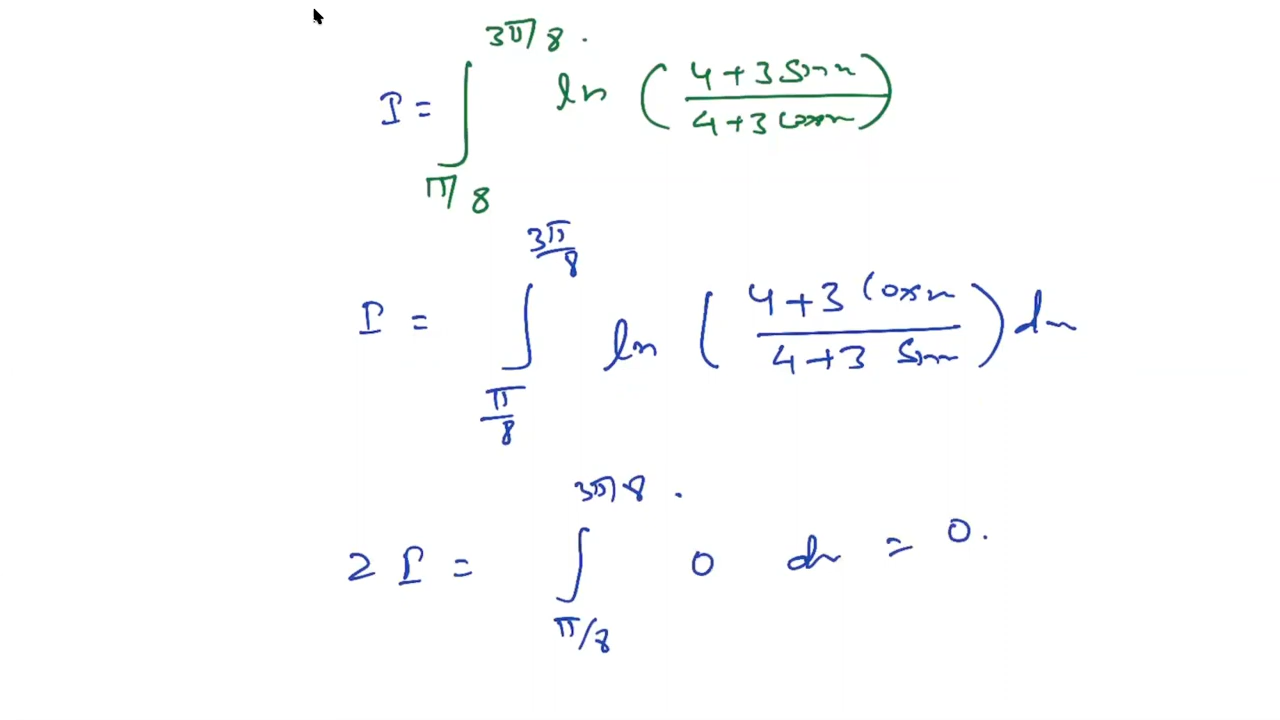 I = ∫_{π/8}^{3π/8} ln ( (4+3 sin x) / (4+3 cos x) )
I = ∫_{π/8}^{3π/8} ln ( (4+3 cos x) / (4+3 sin x) ) dx
2 I = ∫_{π/8}^{3π/8} 0 dx = 0.